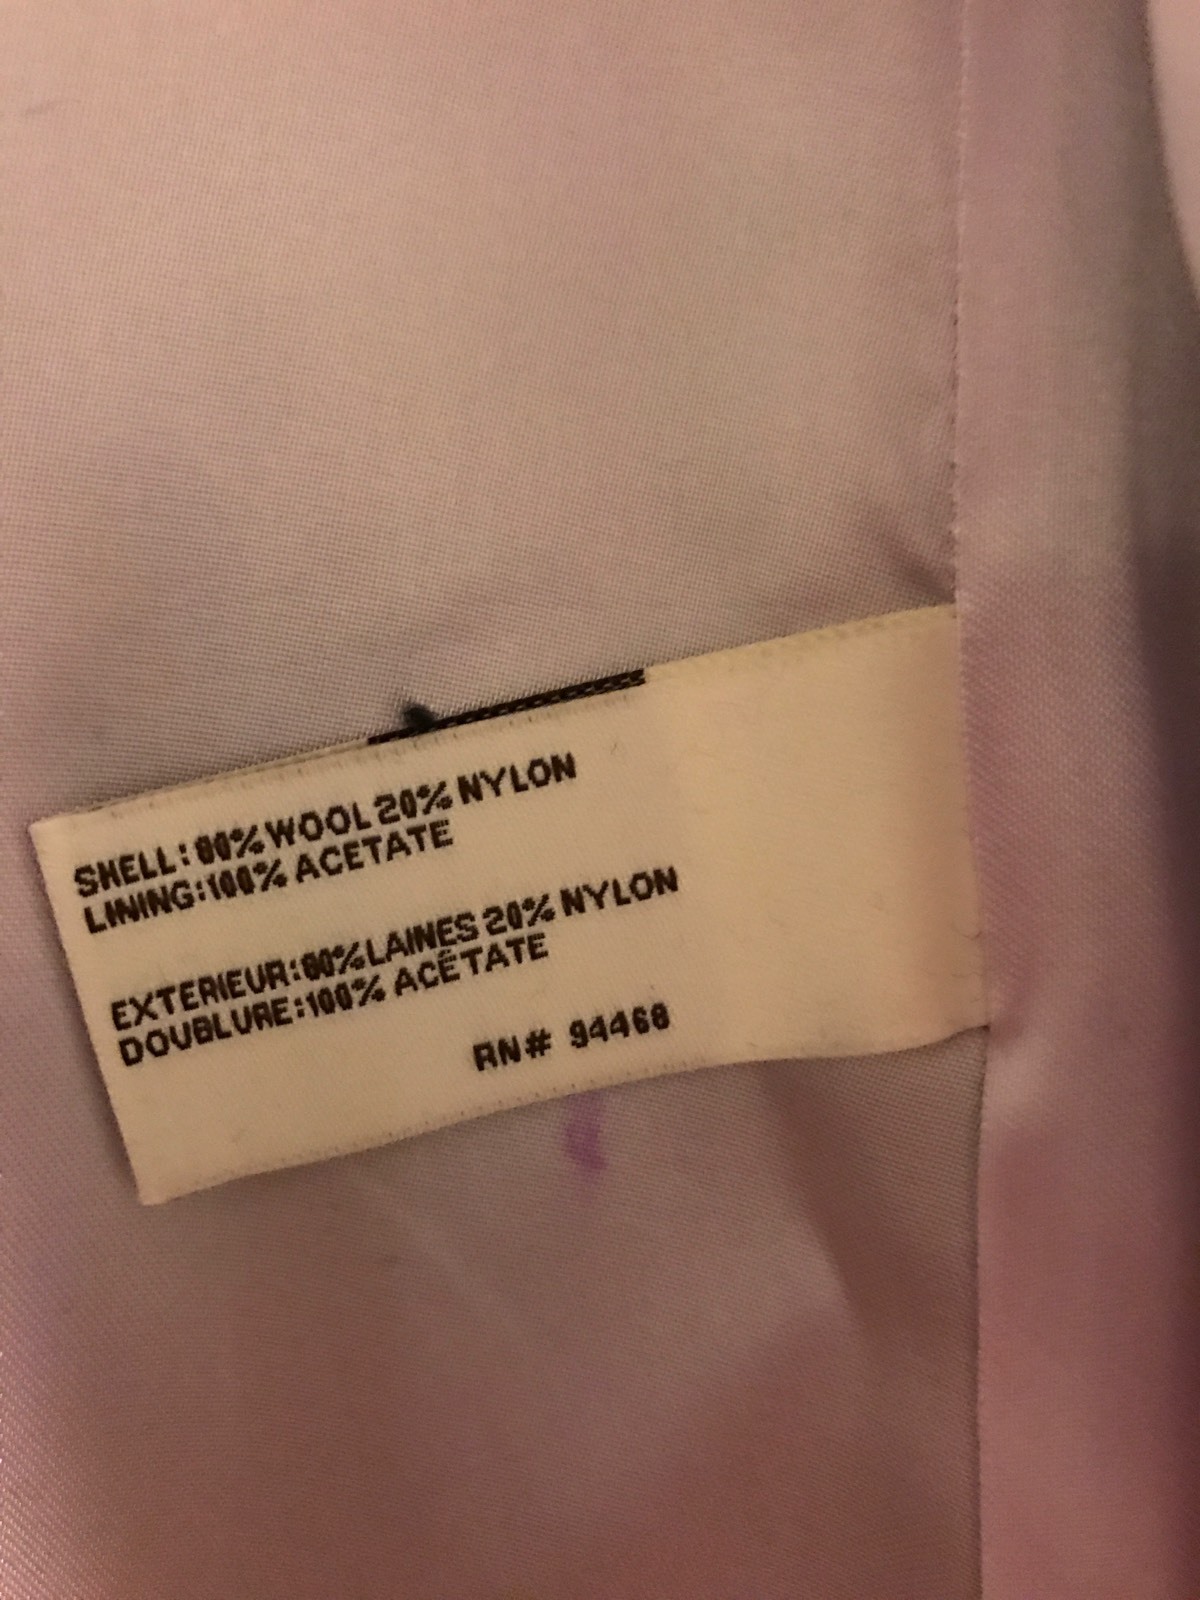 SHELL: 80% WOOL 20% NYLON
LINING: 100% ACETATE
EXTERIEUR: 80% LAINES 20% NYLON
DOUBLURE: 100% ACÉTATE
RN# 94468